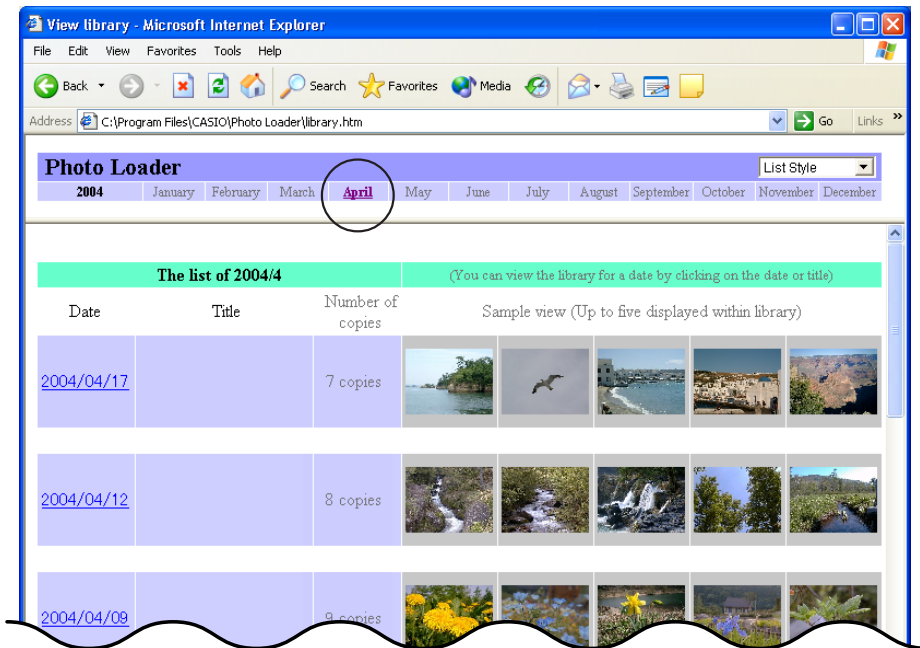 View library - Microsoft Internet Explorer
File Edit View Favorites Tools Help
Back Search Favorites Media
Address C:\Program Files\CASIO\Photo Loader\library.htm Go Links »
Photo Loader List Style
2004 January February March April May June July August September October November December
The list of 2004/4 (You can view the library for a date by clicking on the date or title)
Date Title Number of copies Sample view (Up to five displayed within library)
2004/04/17 7 copies
2004/04/12 8 copies
2004/04/09 9 copies